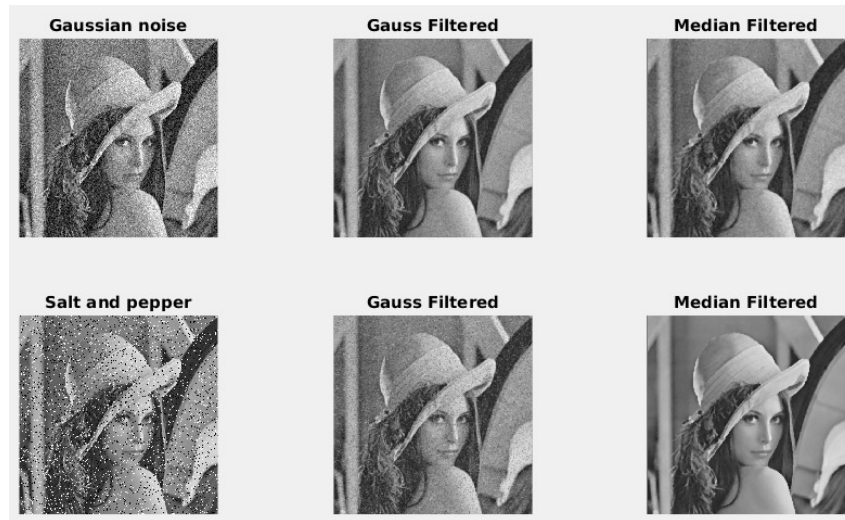 Gaussian noise
Gauss Filtered
Median Filtered
Salt and pepper
Gauss Filtered
Median Filtered